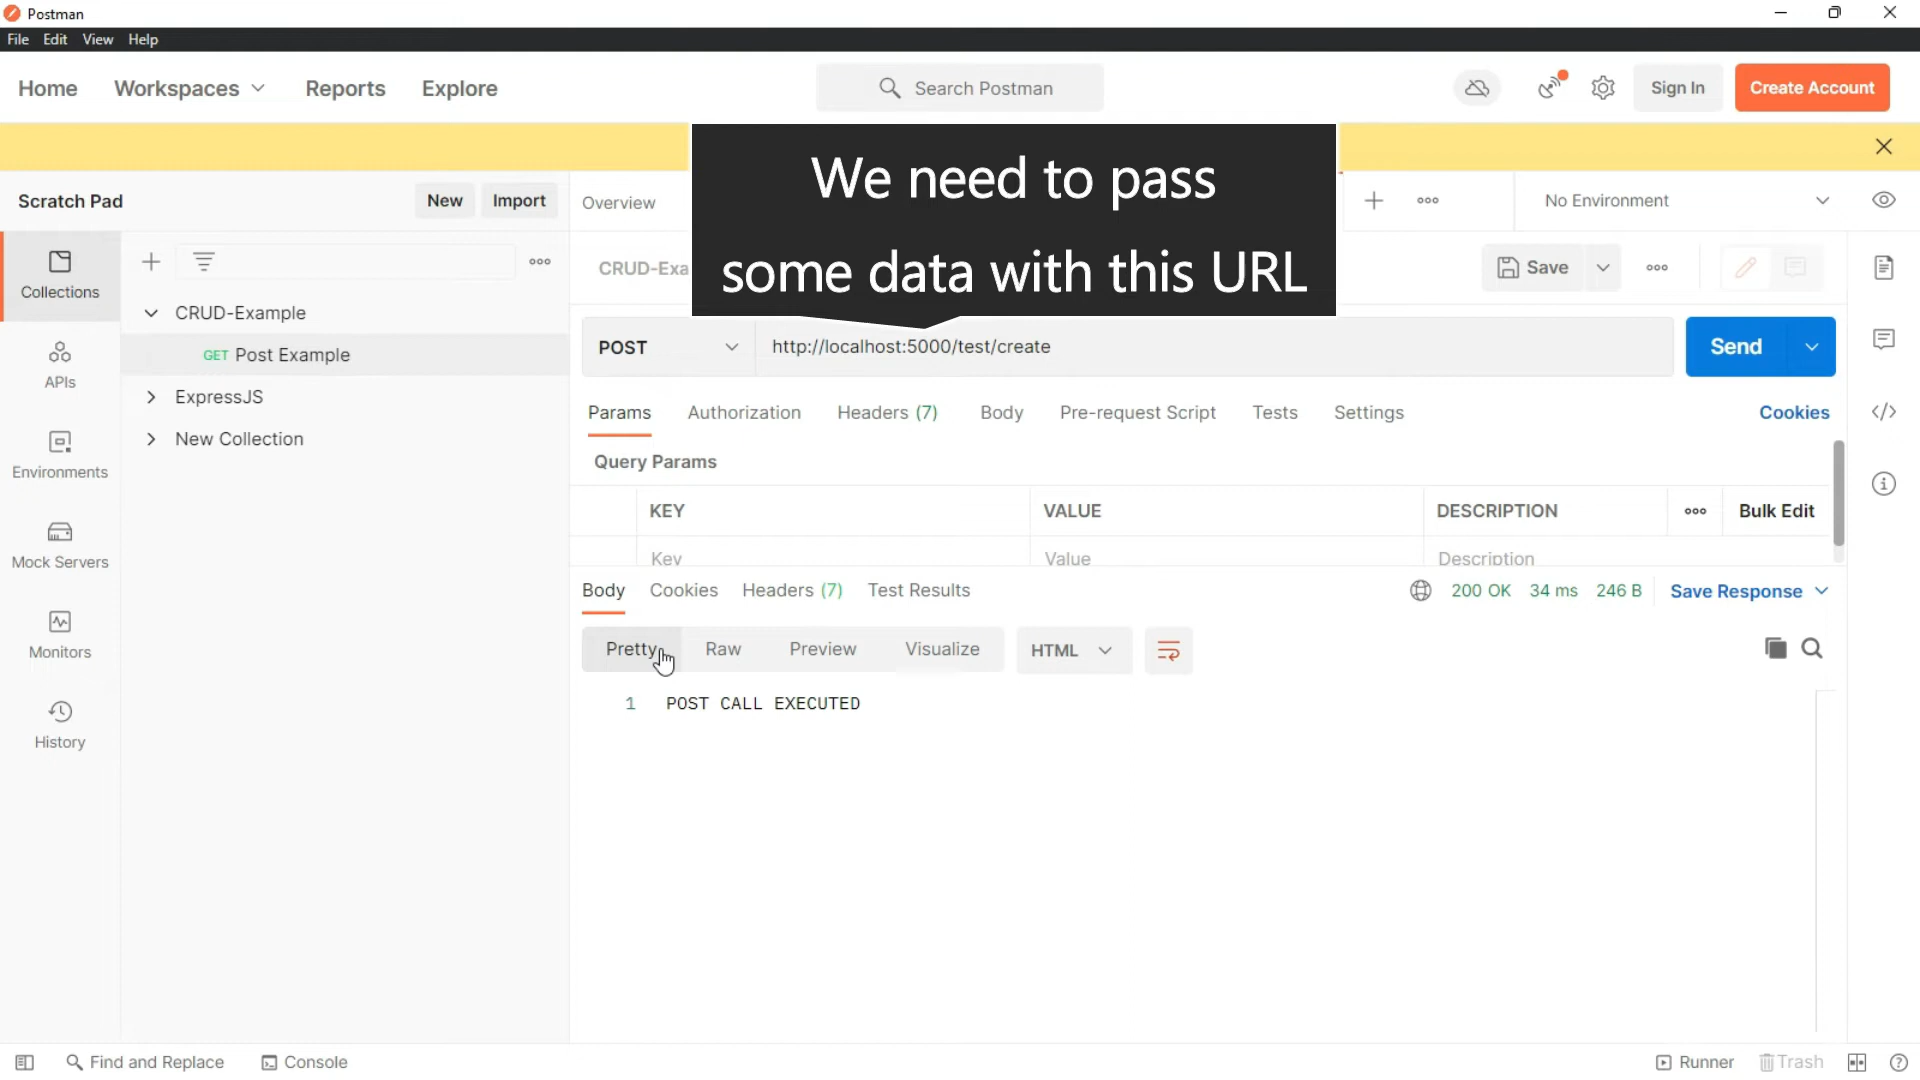 Postman
File Edit View Help
Home Workspaces Reports Explore Search Postman Sign In Create Account
We need to pass
some data with this URL
Scratch Pad New Import Overview No Environment
CRUD-Exa Save
Collections
CRUD-Example
GET Post Example
ExpressJS
New Collection
APIs
Environments
Mock Servers
Monitors
History
POST http://localhost:5000/test/create Send
Params Authorization Headers (7) Body Pre-request Script Tests Settings Cookies
Query Params
KEY VALUE DESCRIPTION Bulk Edit
Key Value Description
Body Cookies Headers (7) Test Results 200 OK 34 ms 246 B Save Response
Pretty Raw Preview Visualize HTML
1 POST CALL EXECUTED
Find and Replace Console Runner Trash